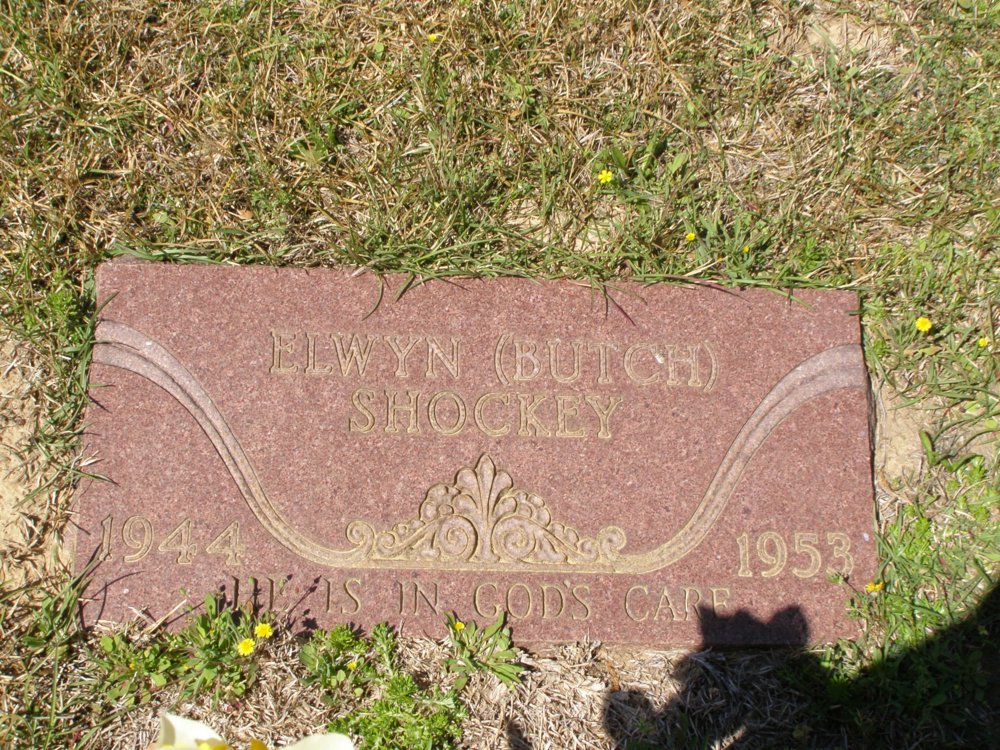 ELWYN (BUTCH)
SHOCKEY
1944 1953
HE IS IN GOD'S CARE